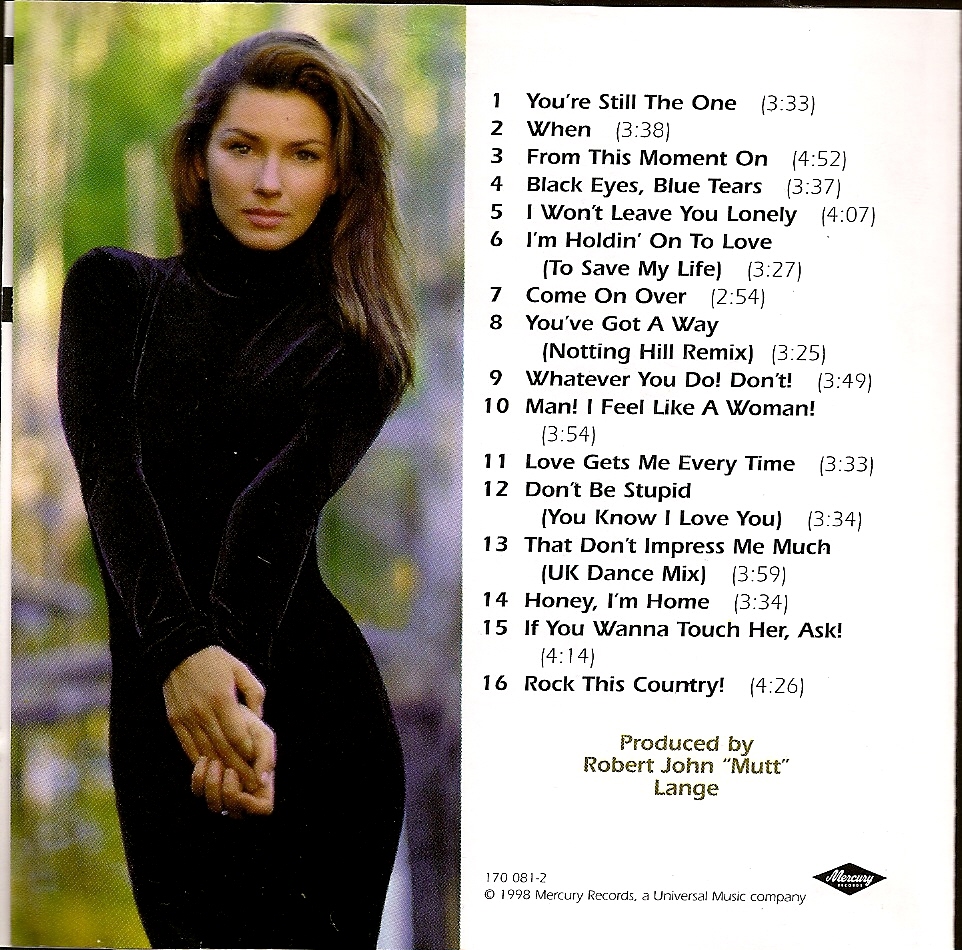 1 You're Still The One (3:33)
2 When (3:38)
3 From This Moment On (4:52)
4 Black Eyes, Blue Tears (3:37)
5 I Won't Leave You Lonely (4:07)
6 I'm Holdin' On To Love
(To Save My Life) (3:27)
7 Come On Over (2:54)
8 You've Got A Way
(Notting Hill Remix) (3:25)
9 Whatever You Do! Don't! (3:49)
10 Man! I Feel Like A Woman!
(3:54)
11 Love Gets Me Every Time (3:33)
12 Don't Be Stupid
(You Know I Love You) (3:34)
13 That Don't Impress Me Much
(UK Dance Mix) (3:59)
14 Honey, I'm Home (3:34)
15 If You Wanna Touch Her, Ask!
(4:14)
16 Rock This Country! (4:26)
Produced by
Robert John "Mutt"
Lange
170 081-2
© 1998 Mercury Records, a Universal Music company
Mercury
RECORDS